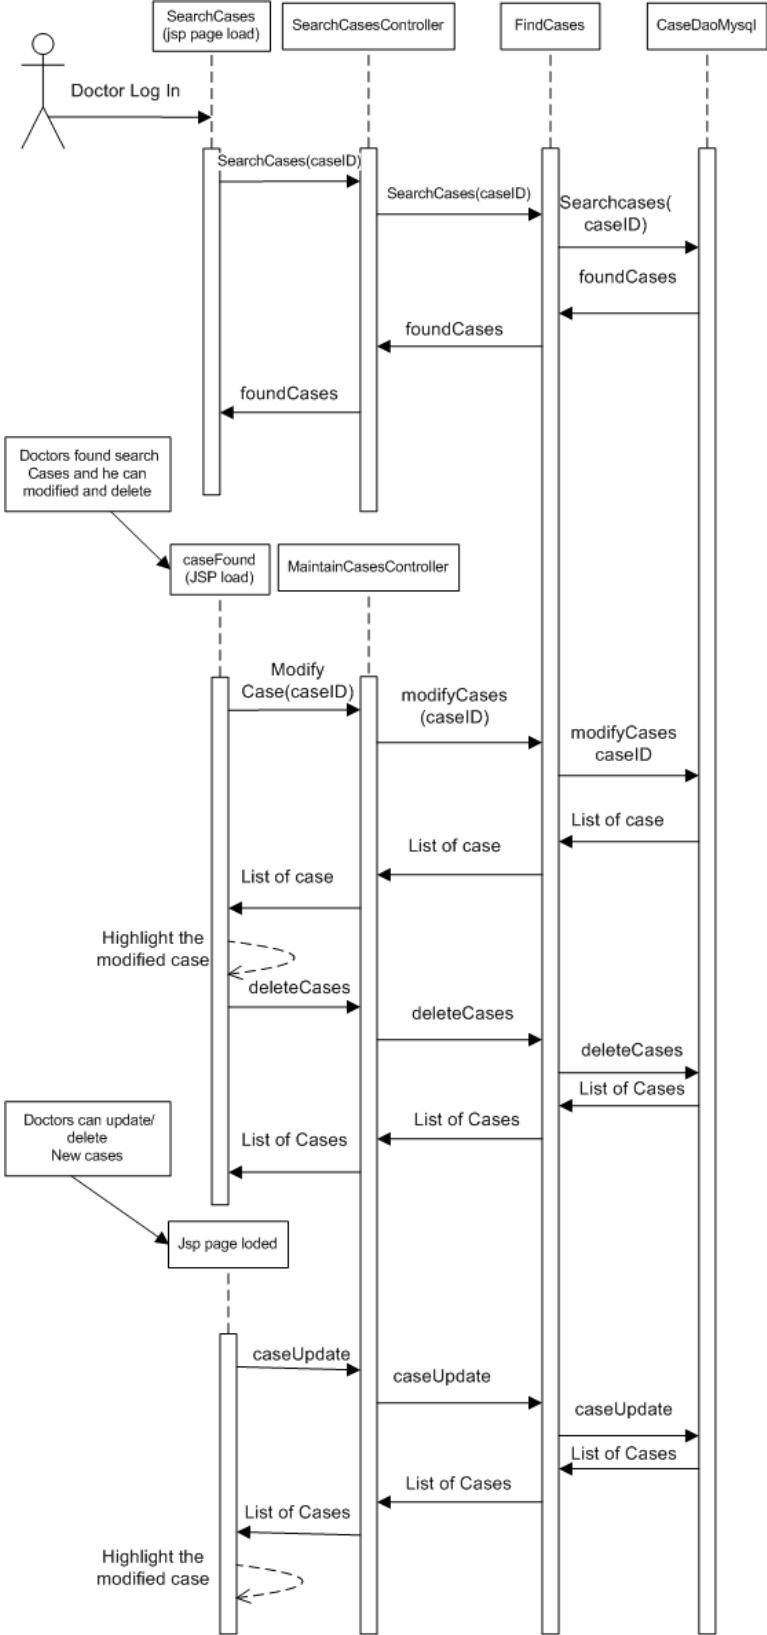 SearchCases
(jsp page load)
SearchCasesController
FindCases
CaseDaoMysql
Doctor Log In
SearchCases(caseID)
SearchCases(caseID)
Searchcases(
caseID)
foundCases
foundCases
foundCases
Doctors found search
Cases and he can
modified and delete
caseFound
(JSP load)
MaintainCasesController
Modify
Case(caseID)
modifyCases
(caseID)
modifyCases
caseID
List of case
List of case
List of case
Highlight the
modified case
deleteCases
deleteCases
deleteCases
List of Cases
List of Cases
List of Cases
Doctors can update/
delete
New cases
Jsp page loded
caseUpdate
caseUpdate
caseUpdate
List of Cases
List of Cases
List of Cases
Highlight the
modified case